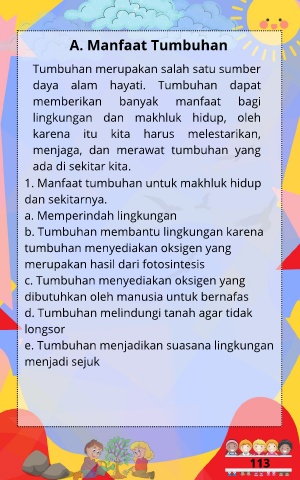 A. Manfaat Tumbuhan
Tumbuhan merupakan salah satu sumber
daya alam hayati. Tumbuhan dapat
memberikan banyak manfaat bagi
lingkungan dan makhluk hidup, oleh
karena itu kita harus melestarikan,
menjaga, dan merawat tumbuhan yang
ada di sekitar kita.
1. Manfaat tumbuhan untuk makhluk hidup
dan sekitarnya.
a. Memperindah lingkungan
b. Tumbuhan membantu lingkungan karena
tumbuhan menyediakan oksigen yang
merupakan hasil dari fotosintesis
c. Tumbuhan menyediakan oksigen yang
dibutuhkan oleh manusia untuk bernafas
d. Tumbuhan melindungi tanah agar tidak
longsor
e. Tumbuhan menjadikan suasana lingkungan
menjadi sejuk
113